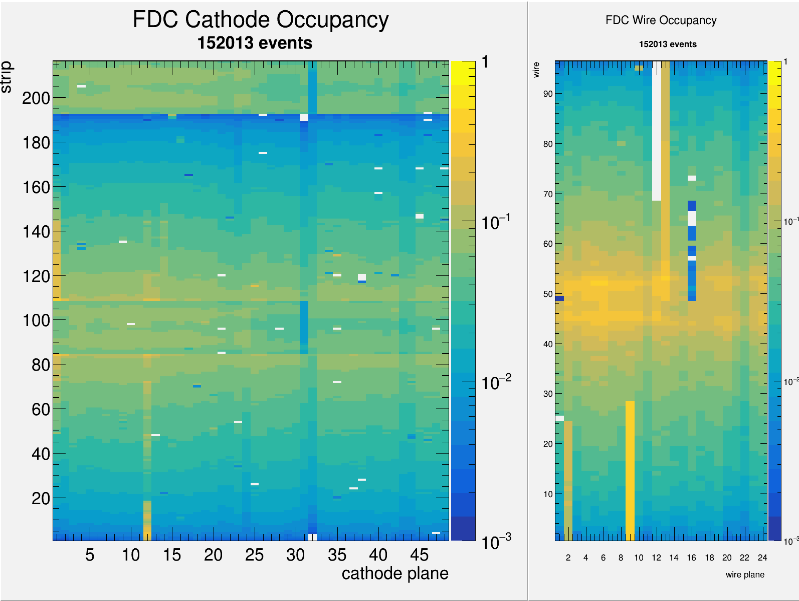 FDC Cathode Occupancy
152013 events
strip
200
180
160
140
120
100
80
60
40
20
5 10 15 20 25 30 35 40 45
cathode plane
1
10⁻¹
10⁻²
10⁻³
FDC Wire Occupancy
152013 events
wire
90
80
70
60
50
40
30
20
10
2 4 6 8 10 12 14 16 18 20 22 24
wire plane
1
10⁻¹
10⁻²
10⁻³